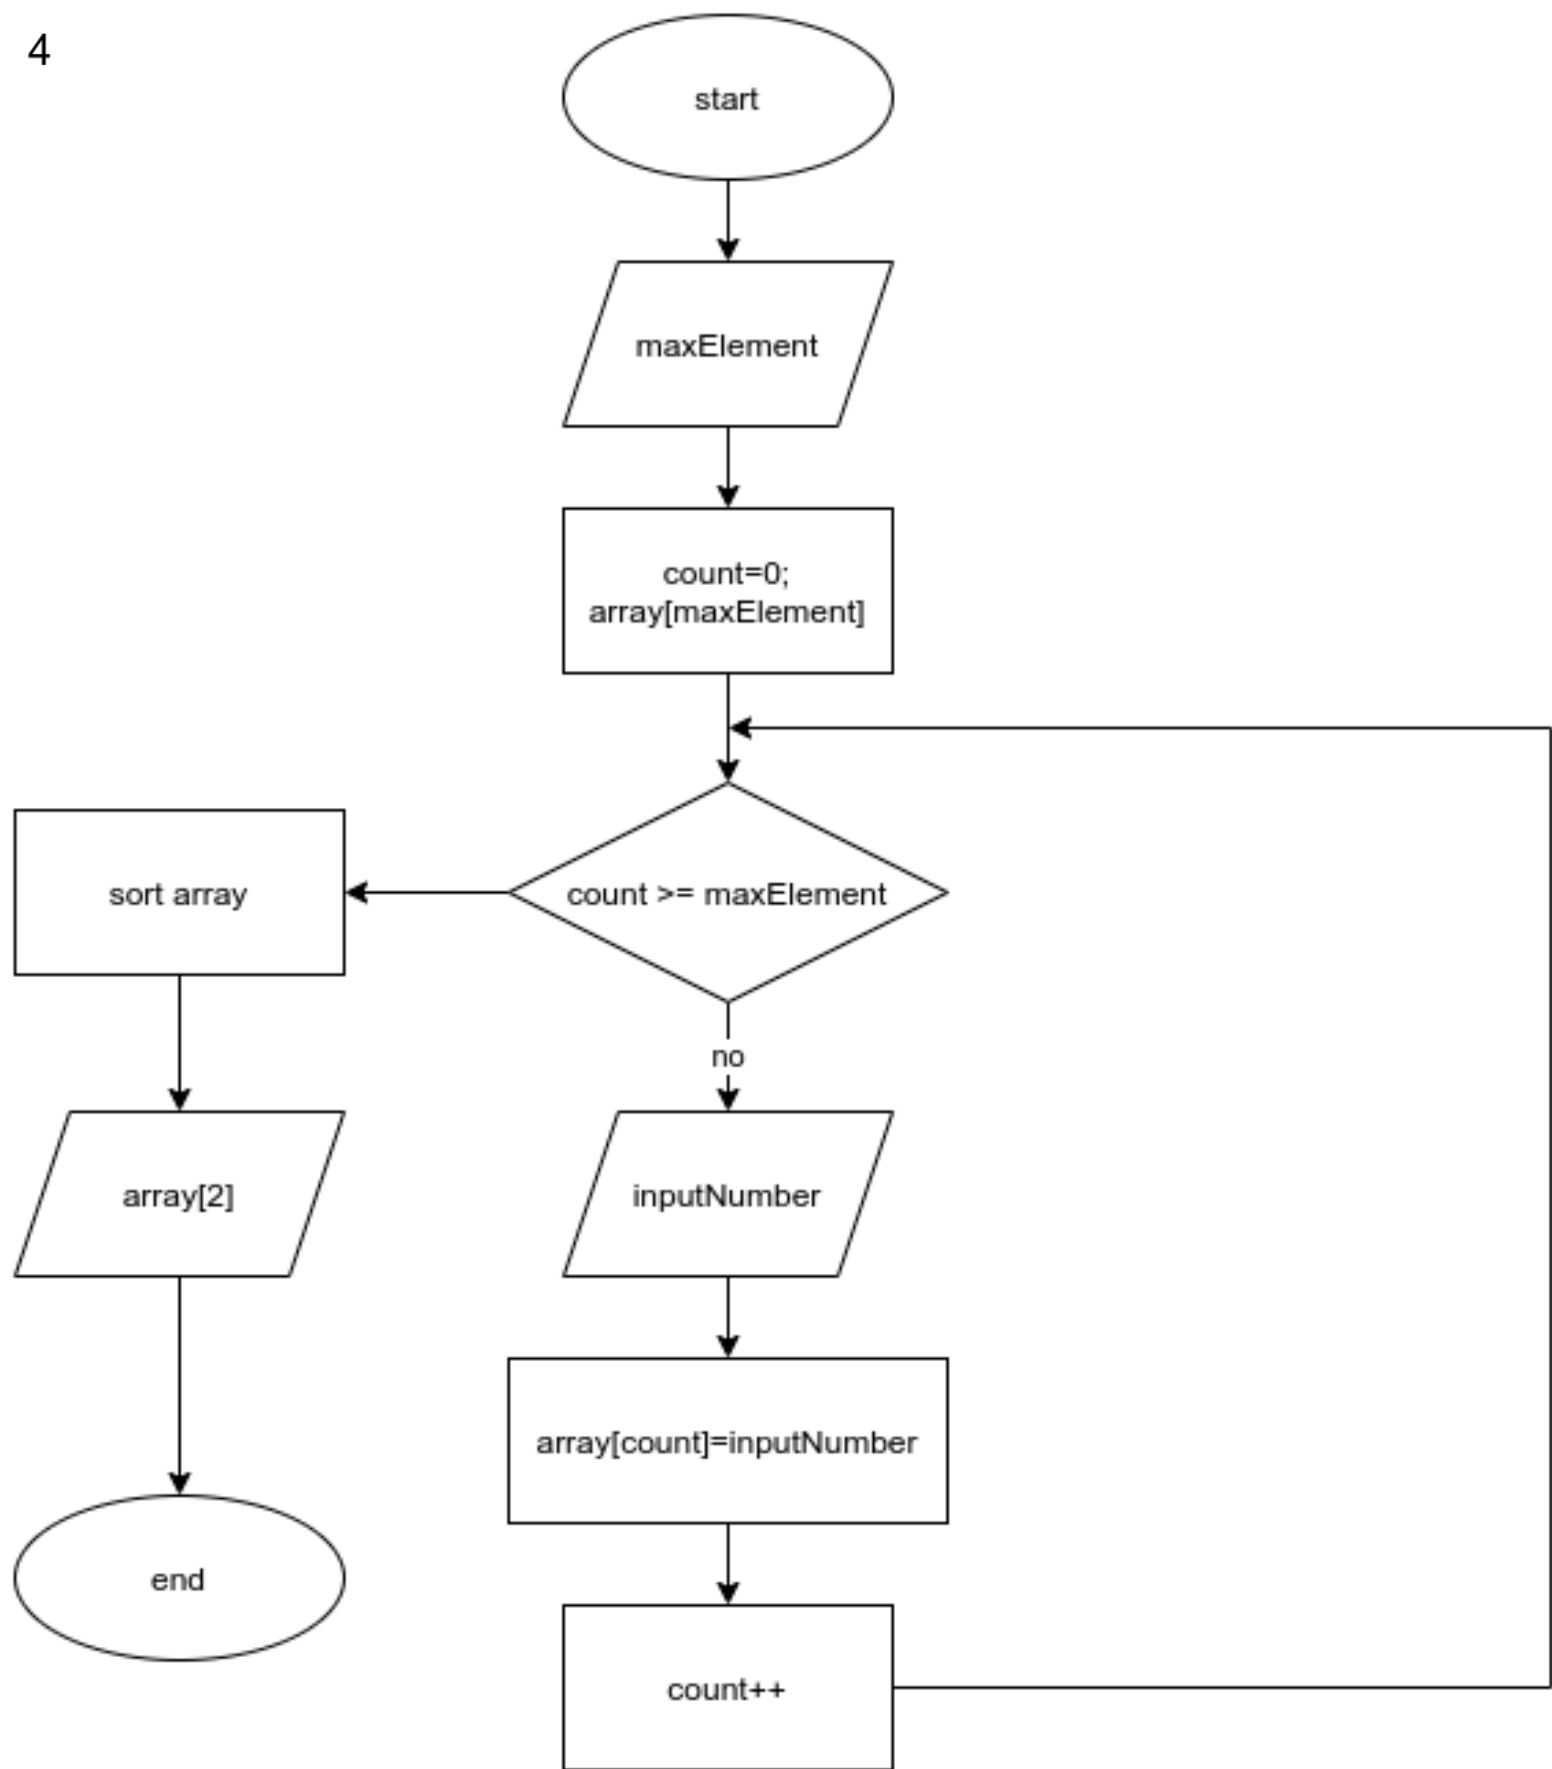 4
start
maxElement
count=0;
array[maxElement]
count >= maxElement
sort array
no
array[2]
inputNumber
array[count]=inputNumber
end
count++